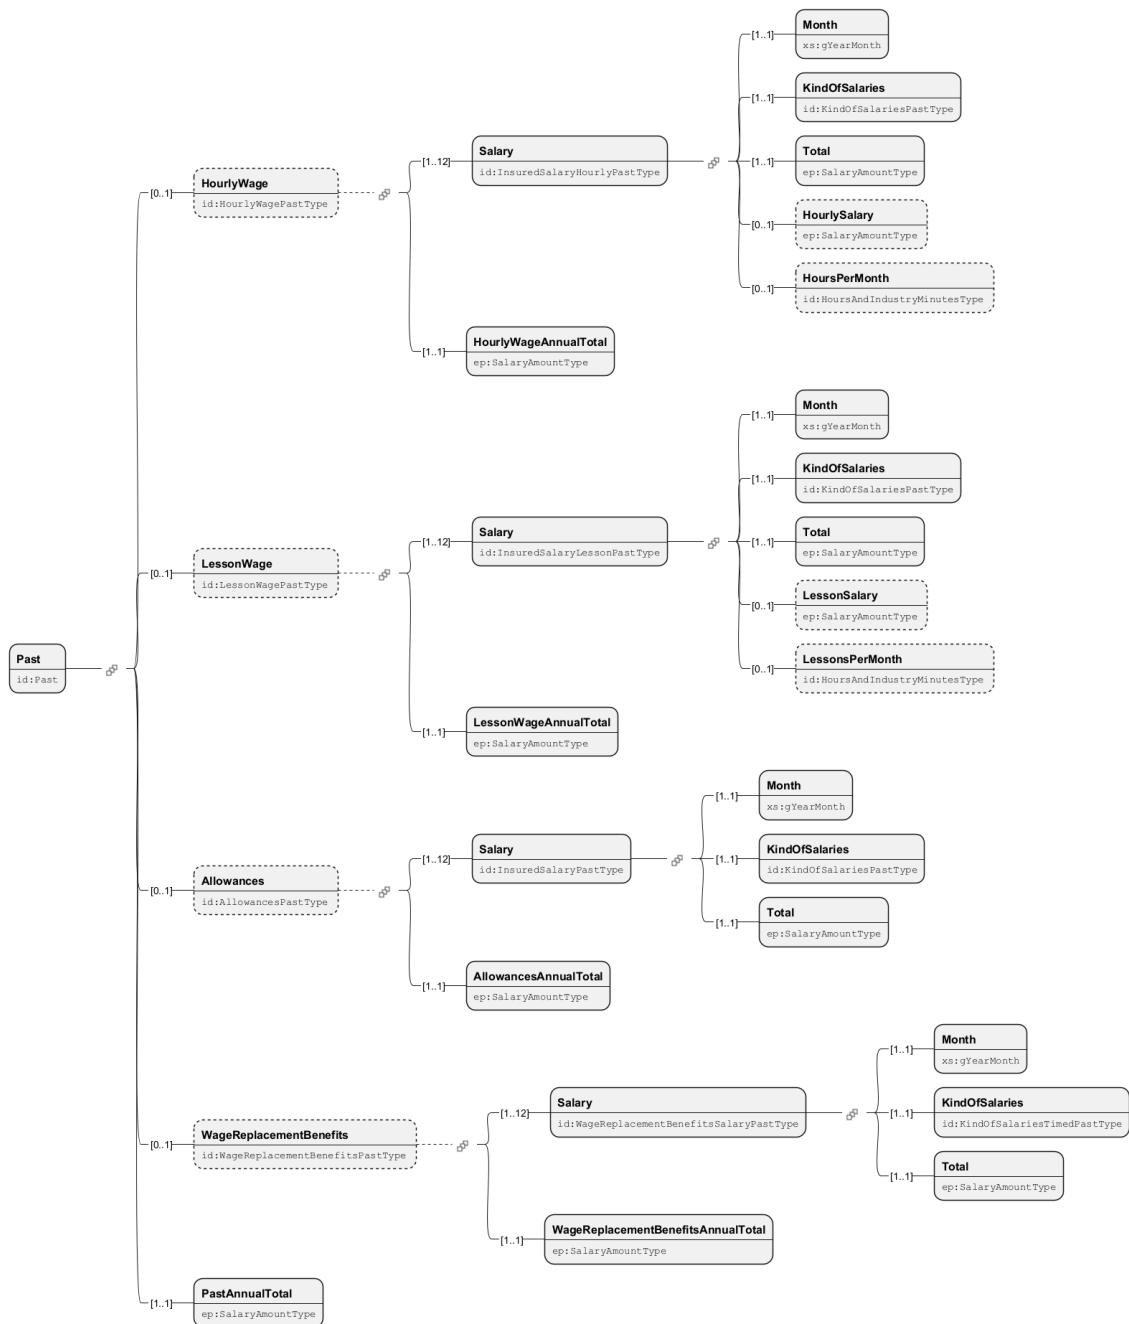 Month
xs:gYearMonth
[1..1]
KindOfSalaries
id:KindOfSalariesPastType
[1..1]
Salary
id:InsuredSalaryHourlyPastType
[1..12]
Total
ep:SalaryAmountType
[1..1]
HourlyWage
id:HourlyWagePastType
[0..1]
HourlySalary
ep:SalaryAmountType
[0..1]
HoursPerMonth
id:HoursAndIndustryMinutesType
[0..1]
HourlyWageAnnualTotal
ep:SalaryAmountType
[1..1]
Month
xs:gYearMonth
[1..1]
KindOfSalaries
id:KindOfSalariesPastType
[1..1]
Salary
id:InsuredSalaryLessonPastType
[1..12]
Total
ep:SalaryAmountType
[1..1]
LessonWage
id:LessonWagePastType
[0..1]
LessonSalary
ep:SalaryAmountType
[0..1]
Past
id:Past
LessonsPerMonth
id:HoursAndIndustryMinutesType
[0..1]
LessonWageAnnualTotal
ep:SalaryAmountType
[1..1]
Month
xs:gYearMonth
[1..1]
Salary
id:InsuredSalaryPastType
[1..12]
KindOfSalaries
id:KindOfSalariesPastType
[1..1]
Allowances
id:AllowancesPastType
[0..1]
Total
ep:SalaryAmountType
[1..1]
AllowancesAnnualTotal
ep:SalaryAmountType
[1..1]
Month
xs:gYearMonth
[1..1]
Salary
id:WageReplacementBenefitsSalaryPastType
[1..12]
KindOfSalaries
id:KindOfSalariesTimedPastType
[1..1]
WageReplacementBenefits
id:WageReplacementBenefitsPastType
[0..1]
Total
ep:SalaryAmountType
[1..1]
WageReplacementBenefitsAnnualTotal
ep:SalaryAmountType
[1..1]
PastAnnualTotal
ep:SalaryAmountType
[1..1]